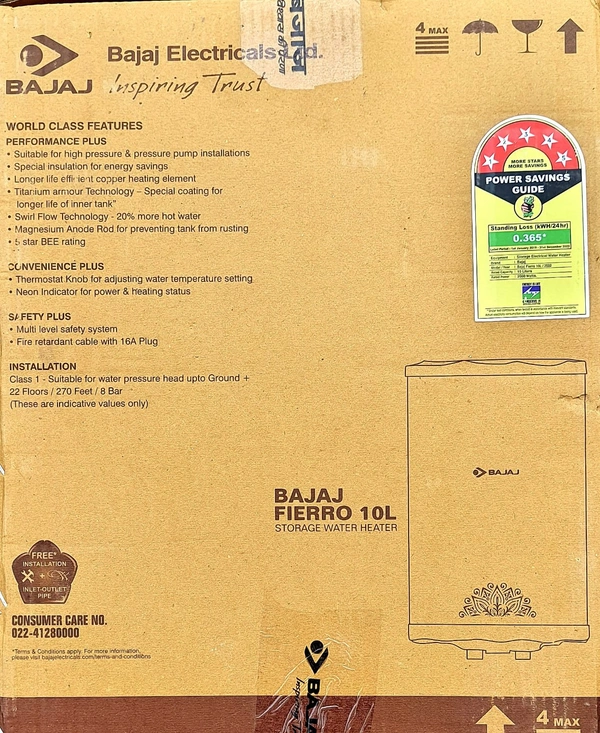 BAJAJ
Bajaj Electricals Ltd.
Inspiring Trust
4 MAX
WORLD CLASS FEATURES
PERFORMANCE PLUS
• Suitable for high pressure & pressure pump installations
• Special insulation for energy savings
• Longer life efficient copper heating element
• Titanium armour Technology – Special coating for
longer life of inner tank"
• Swirl Flow Technology - 20% more hot water
• Magnesium Anode Rod for preventing tank from rusting
• 5 star BEE rating
CONVENIENCE PLUS
• Thermostat Knob for adjusting water temperature setting
• Neon Indicator for power & heating status
SAFETY PLUS
• Multi level safety system
• Fire retardant cable with 16A Plug
INSTALLATION
Class 1 - Suitable for water pressure head upto Ground +
22 Floors / 270 Feet / 8 Bar
(These are indicative values only)
MORE STARS
MORE SAVINGS
POWER SAVINGS
GUIDE
Standing Loss (kWH/24hr)
0.365*
BAJAJ
BAJAJ
FIERRO 10L
STORAGE WATER HEATER
FREE*
INSTALLATION
+
INLET-OUTLET
PIPE
CONSUMER CARE NO.
022-41280000
*Terms & Conditions apply. For more information,
please visit bajajelectricals.com/terms-and-conditions
BAJA
Inspiring
4 MAX